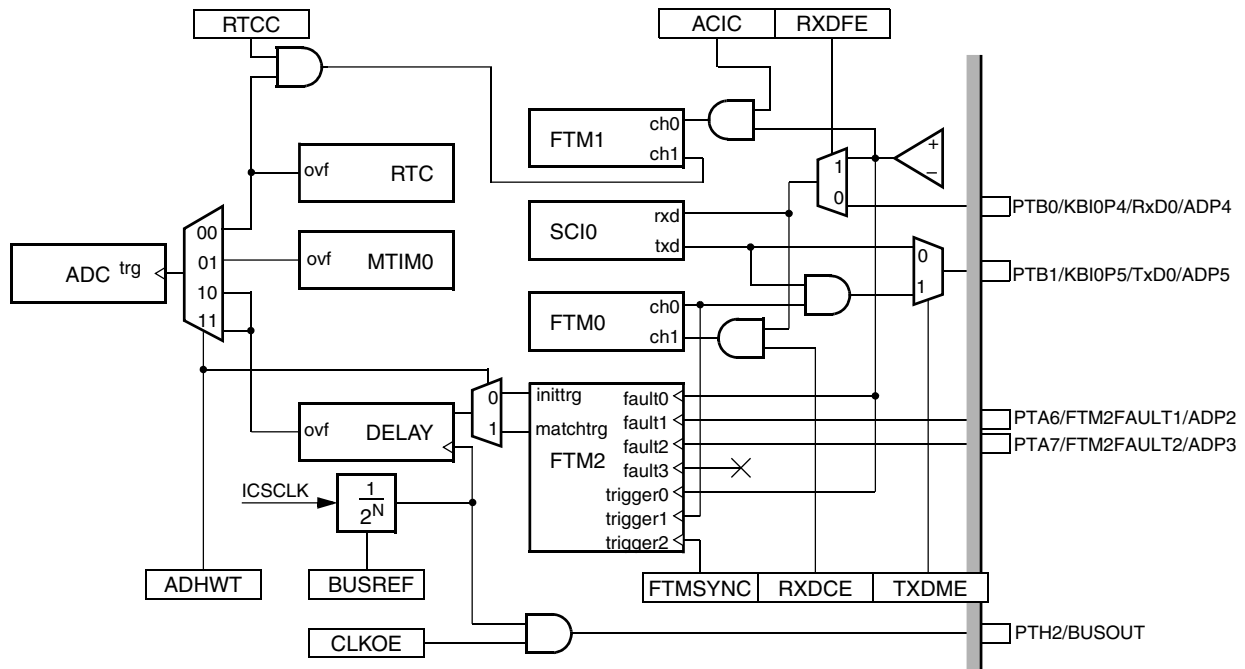 RTCC
ACIC RXDFE
FTM1
ch0
ch1
+
−
1
0
ovf RTC
SCI0
rxd
txd
PTB0/KBI0P4/RxD0/ADP4
00
01
10
11
ovf MTIM0
ADC trg
0
1
PTB1/KBI0P5/TxD0/ADP5
FTM0
ch0
ch1
0
1
inittrg
matchtrg
FTM2
fault0
fault1
fault2
fault3
trigger0
trigger1
trigger2
PTA6/FTM2FAULT1/ADP2
PTA7/FTM2FAULT2/ADP3
ovf DELAY
ICSCLK
1
2N
ADHWT
BUSREF
FTMSYNC RXDCE TXDME
CLKOE
PTH2/BUSOUT